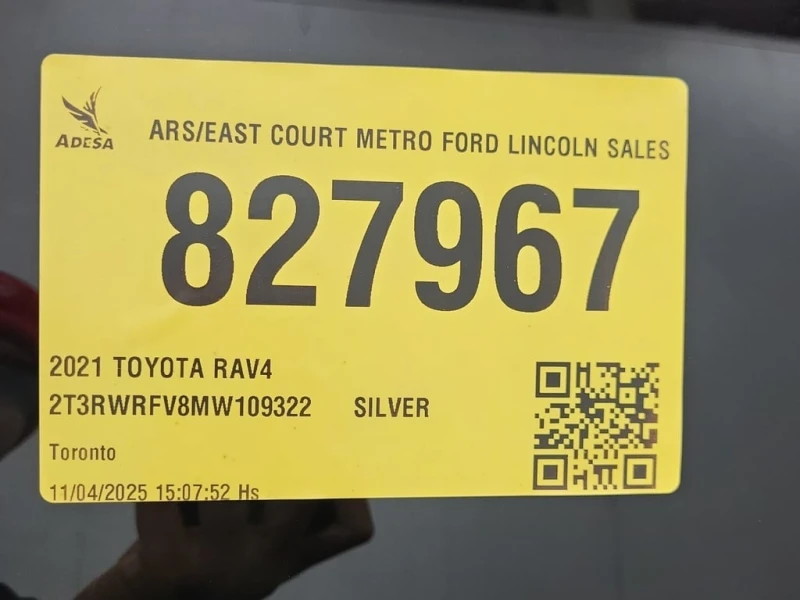 ADESA
ARS/EAST COURT METRO FORD LINCOLN SALES
827967
2021 TOYOTA RAV4
2T3RWRFV8MW109322 SILVER
Toronto
11/04/2025 15:07:52 Hs